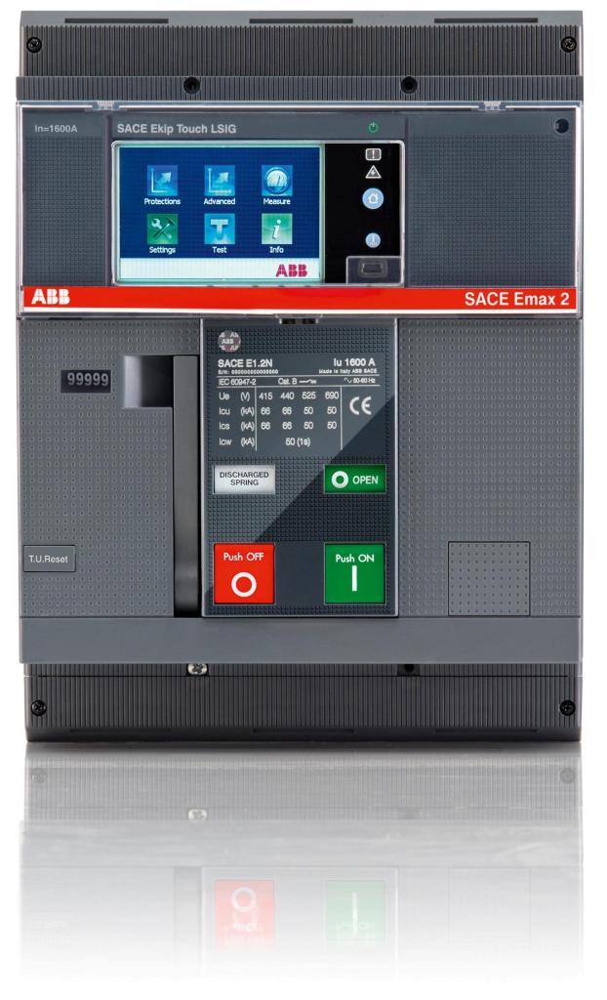 In=1600A
SACE Ekip Touch LSIG
Protections Advanced Measure
Settings Test Info
ABB
ABB
SACE Emax 2
ABB
SACE E1.2N Iu 1600 A
S/N: 000000000000000 Made in Italy ABB SACE
IEC 60947-2 Cat. B 50-60 Hz
Ue (V) 415 440 525 690
Icu (kA) 66 66 50 50
Ics (kA) 66 66 50 50
Icw (kA) 50 (1s)
CE
99999
DISCHARGED
SPRING
OPEN
T.U.Reset
Push OFF
Push ON